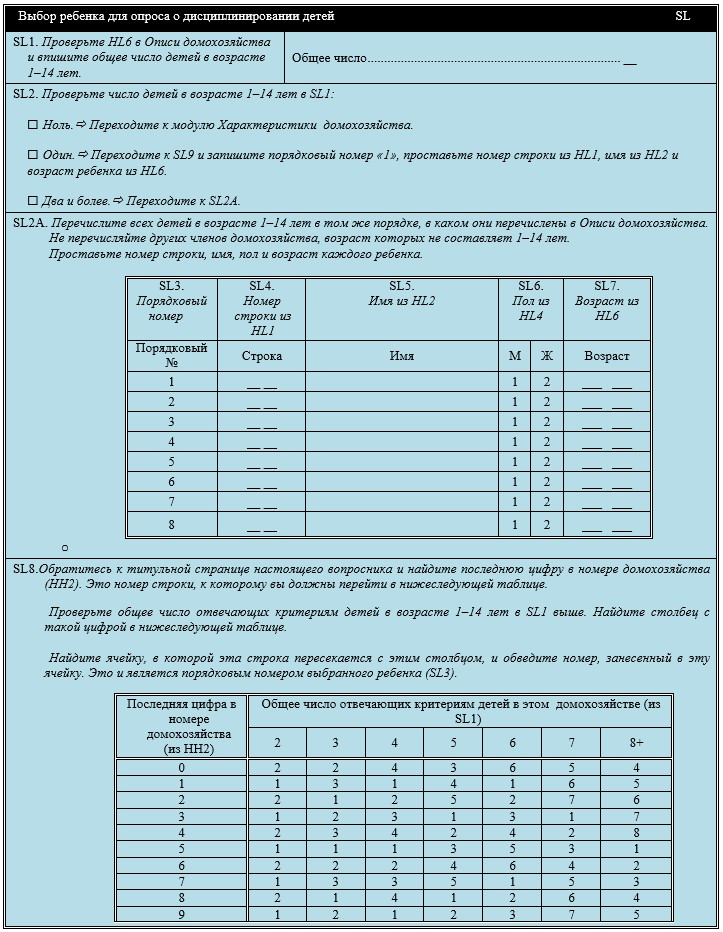 Выбор ребенка для опроса о дисциплинировании детей SL
SL1. Проверьте HL6 в Описи домохозяйства
и впишите общее число детей в возрасте
1–14 лет.
Общее число.................................................................................... __
SL2. Проверьте число детей в возрасте 1–14 лет в SL1:
□ Ноль. ⇨ Переходите к модулю Характеристики домохозяйства.
□ Один. ⇨ Переходите к SL9 и запишите порядковый номер «1», проставьте номер строки из HL1, имя из HL2 и
возраст ребенка из HL6.
□ Два и более. ⇨ Переходите к SL2A.
SL2A. Перечислите всех детей в возрасте 1–14 лет в том же порядке, в каком они перечислены в Описи домохозяйства.
Не перечисляйте других членов домохозяйства, возраст которых не составляет 1–14 лет.
Проставьте номер строки, имя, пол и возраст каждого ребенка.
SL3. SL4. SL5. SL6. SL7.
Порядковый Номер Имя из HL2 Пол из Возраст из
номер строки из HL4 HL6
HL1
Порядковый
№ Строка Имя М Ж Возраст
1 __ __ 1 2 ___ ___
2 __ __ 1 2 ___ ___
3 __ __ 1 2 ___ ___
4 __ __ 1 2 ___ ___
5 __ __ 1 2 ___ ___
6 __ __ 1 2 ___ ___
7 __ __ 1 2 ___ ___
8 __ __ 1 2 ___ ___
SL8.Обратитесь к титульной странице настоящего вопросника и найдите последнюю цифру в номере домохозяйства
(HH2). Это номер строки, к которому вы должны перейти в нижеследующей таблице.
Проверьте общее число отвечающих критериям детей в возрасте 1–14 лет в SL1 выше. Найдите столбец с
такой цифрой в нижеследующей таблице.
Найдите ячейку, в которой эта строка пересекается с этим столбцом, и обведите номер, занесенный в эту
ячейку. Это и является порядковым номером выбранного ребенка (SL3).
Последняя цифра в
номере
домохозяйства
(из HH2)
Общее число отвечающих критериям детей в этом домохозяйстве (из
SL1)
2 3 4 5 6 7 8+
0 2 2 4 3 6 5 4
1 1 3 1 4 1 6 5
2 2 1 2 5 2 7 6
3 1 2 3 1 3 1 7
4 2 3 4 2 4 2 8
5 1 1 1 3 5 3 1
6 2 2 2 4 6 4 2
7 1 3 3 5 1 5 3
8 2 1 4 1 2 6 4
9 1 2 1 2 3 7 5